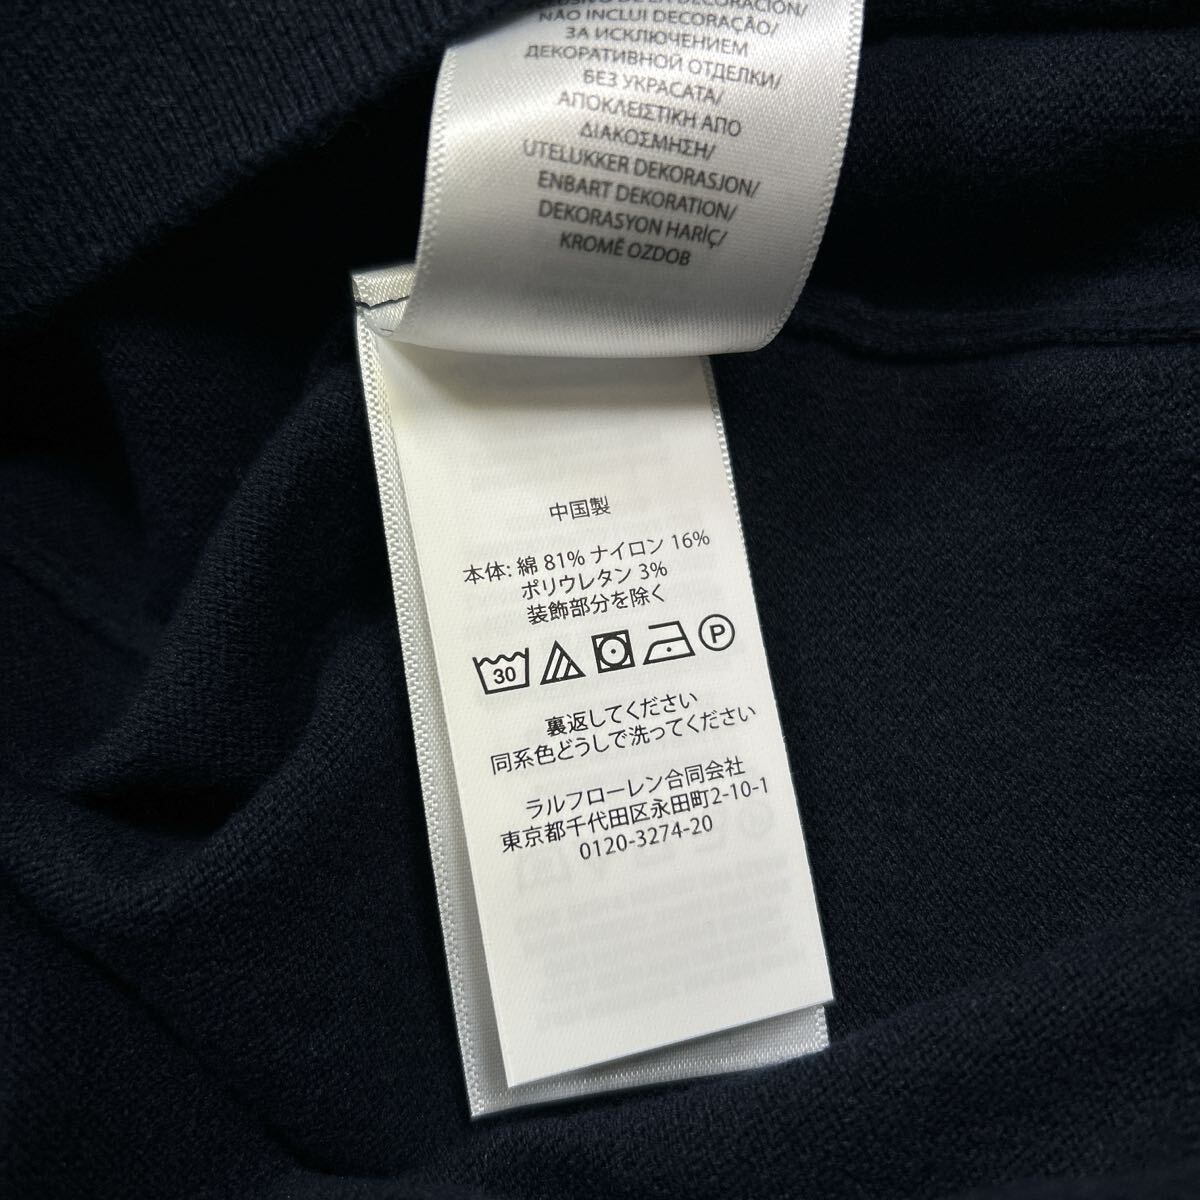 DE LA DECORACIÓN/
NÃO INCLUI DECORAÇÃO/
ЗА ИСКЛЮЧЕНИЕМ
ДЕКОРАТИВНОЙ ОТДЕЛКИ/
БЕЗ УКРАСАТА/
ΑΠΟΚΛΕΙΣΤΙΚΗ ΑΠΟ
ΔΙΑΚΟΣΜΗΣΗ/
UTELUKKER DEKORASJON/
ENBART DEKORATION/
DEKORASYON HARİÇ/
KROMĚ OZDOB
中国製
本体: 綿 81% ナイロン 16%
ポリウレタン 3%
装飾部分を除く
30 P
裏返してください
同系色どうしで洗ってください
ラルフローレン合同会社
東京都千代田区永田町2-10-1
0120-3274-20